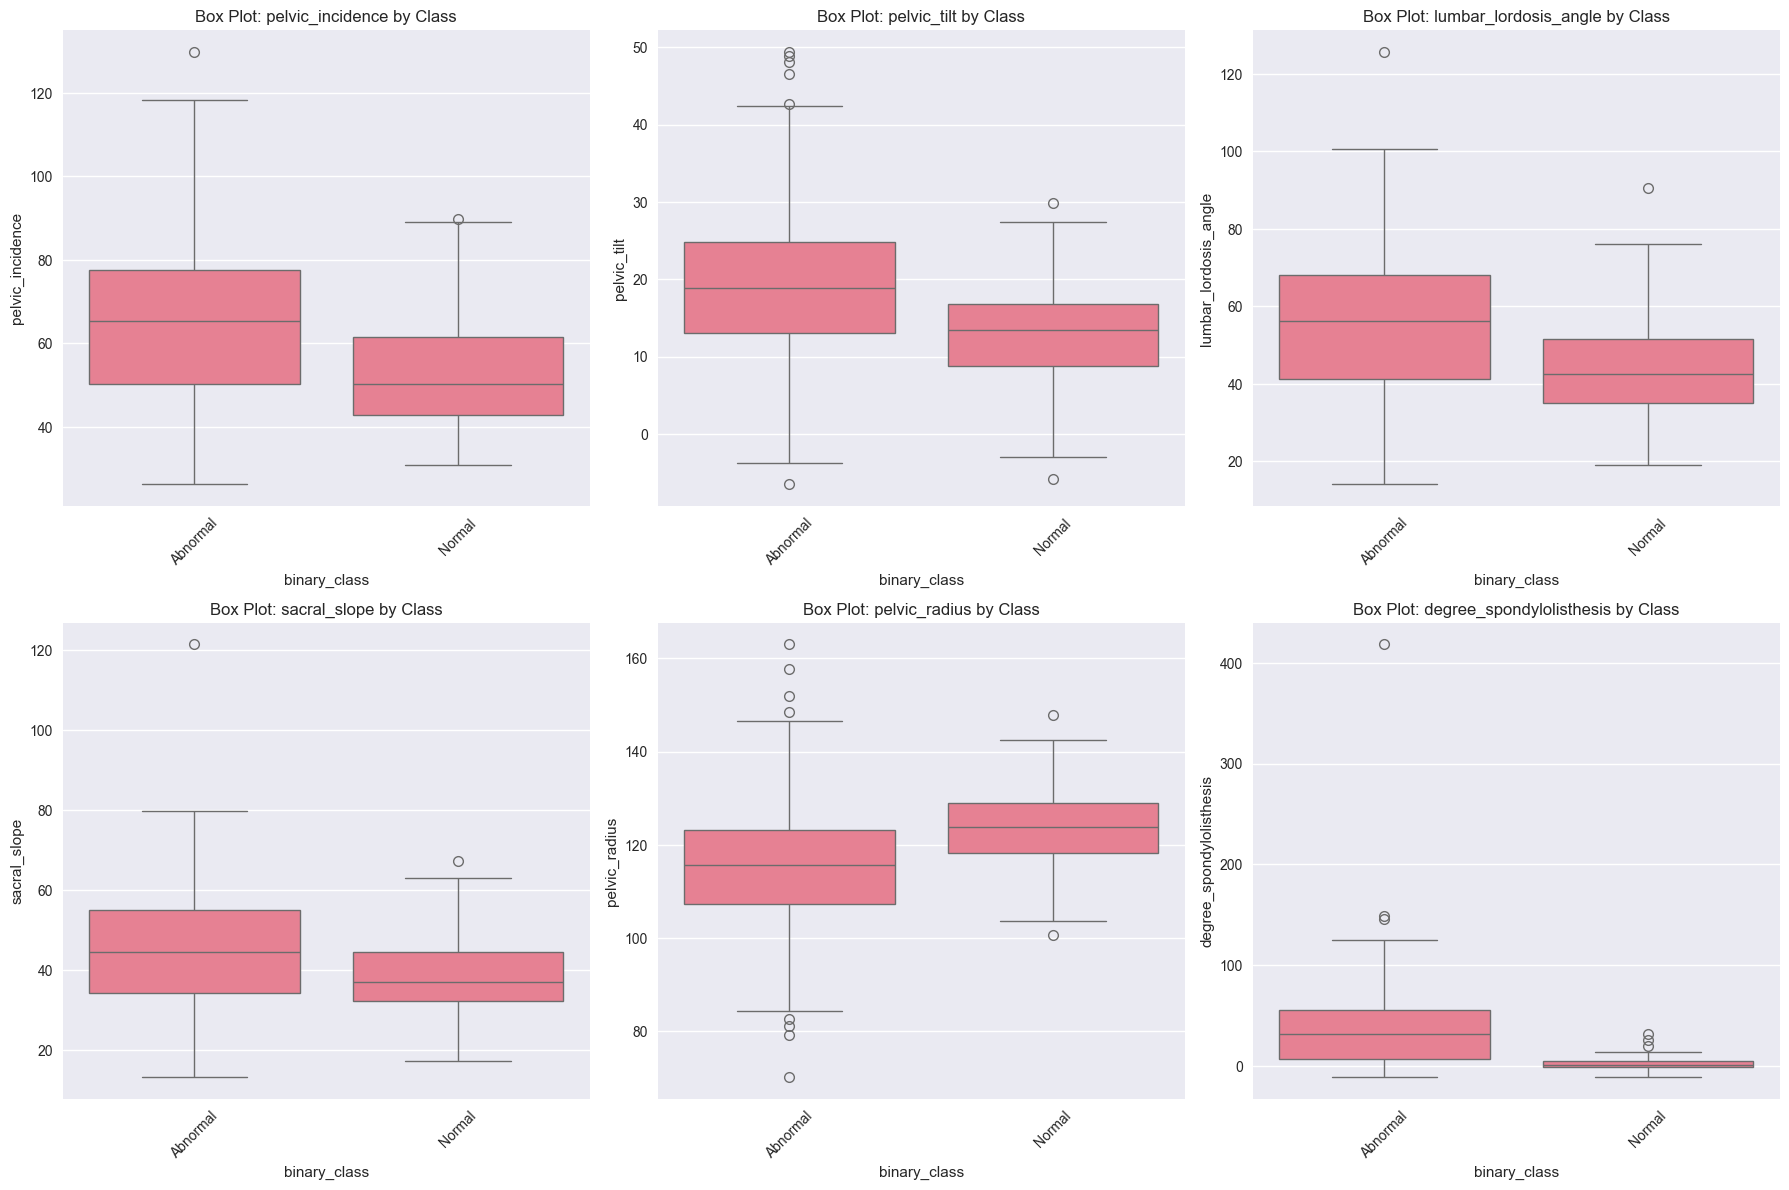 Box Plot: pelvic_incidence by Class
120
100
80
60
40
pelvic_incidence
Abnormal
Normal
binary_class
Box Plot: pelvic_tilt by Class
50
40
30
20
10
0
pelvic_tilt
Abnormal
Normal
binary_class
Box Plot: lumbar_lordosis_angle by Class
120
100
80
60
40
20
lumbar_lordosis_angle
Abnormal
Normal
binary_class
Box Plot: sacral_slope by Class
120
100
80
60
40
20
sacral_slope
Abnormal
Normal
binary_class
Box Plot: pelvic_radius by Class
160
140
120
100
80
pelvic_radius
Abnormal
Normal
binary_class
Box Plot: degree_spondylolisthesis by Class
400
300
200
100
0
degree_spondylolisthesis
Abnormal
Normal
binary_class